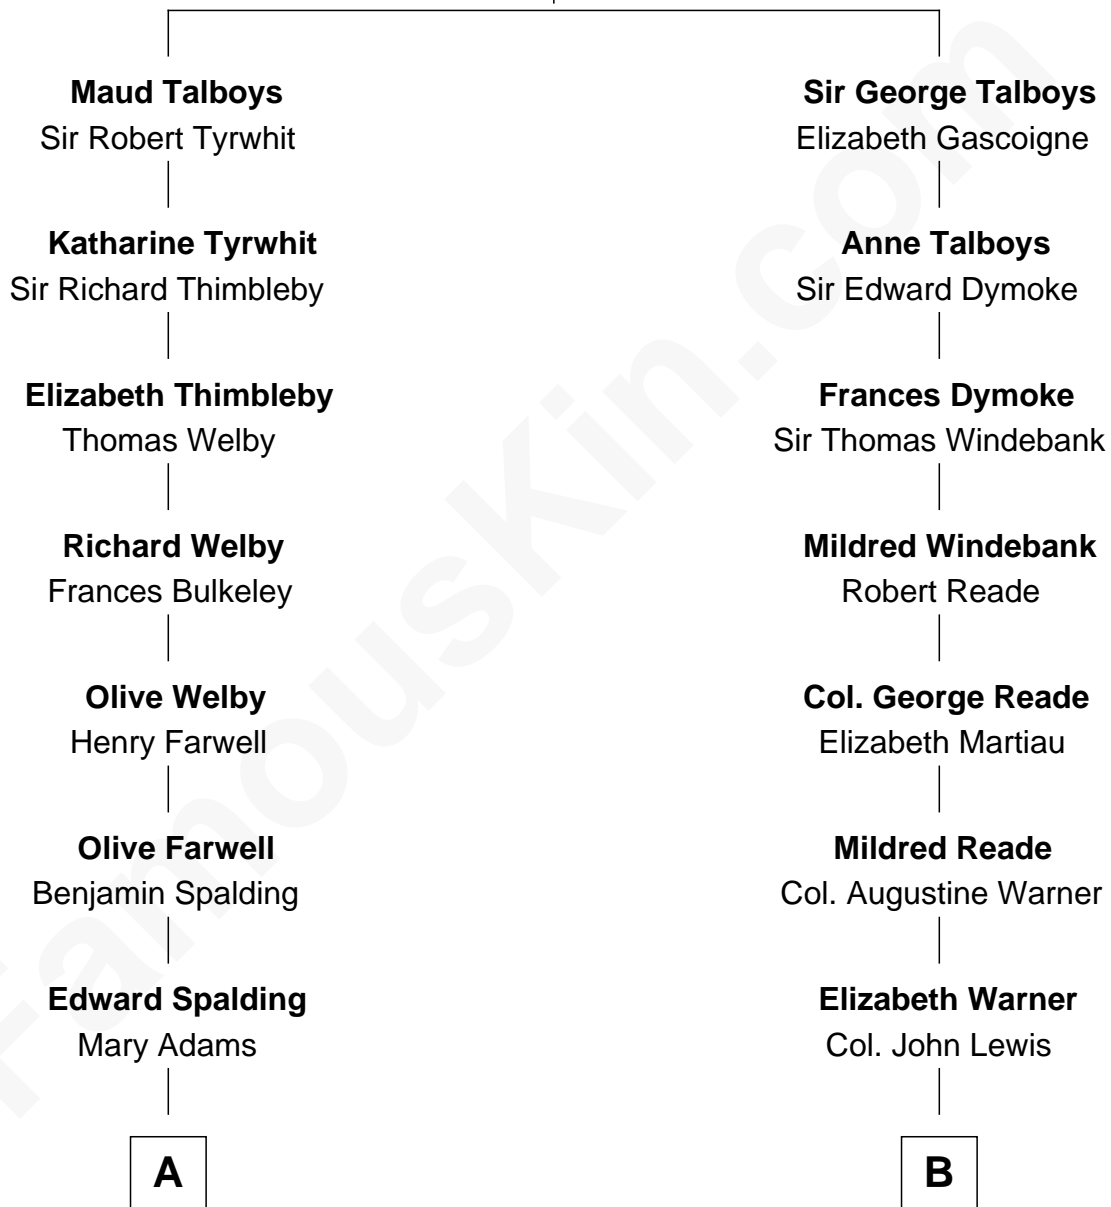 Maud Talboys
Sir Robert Tyrwhit
Katharine Tyrwhit
Sir Richard Thimbleby
Elizabeth Thimbleby
Thomas Welby
Richard Welby
Frances Bulkeley
Olive Welby
Henry Farwell
Olive Farwell
Benjamin Spalding
Edward Spalding
Mary Adams
A
Sir George Talboys
Elizabeth Gascoigne
Anne Talboys
Sir Edward Dymoke
Frances Dymoke
Sir Thomas Windebank
Mildred Windebank
Robert Reade
Col. George Reade
Elizabeth Martiau
Mildred Reade
Col. Augustine Warner
Elizabeth Warner
Col. John Lewis
B
FamousKin.com